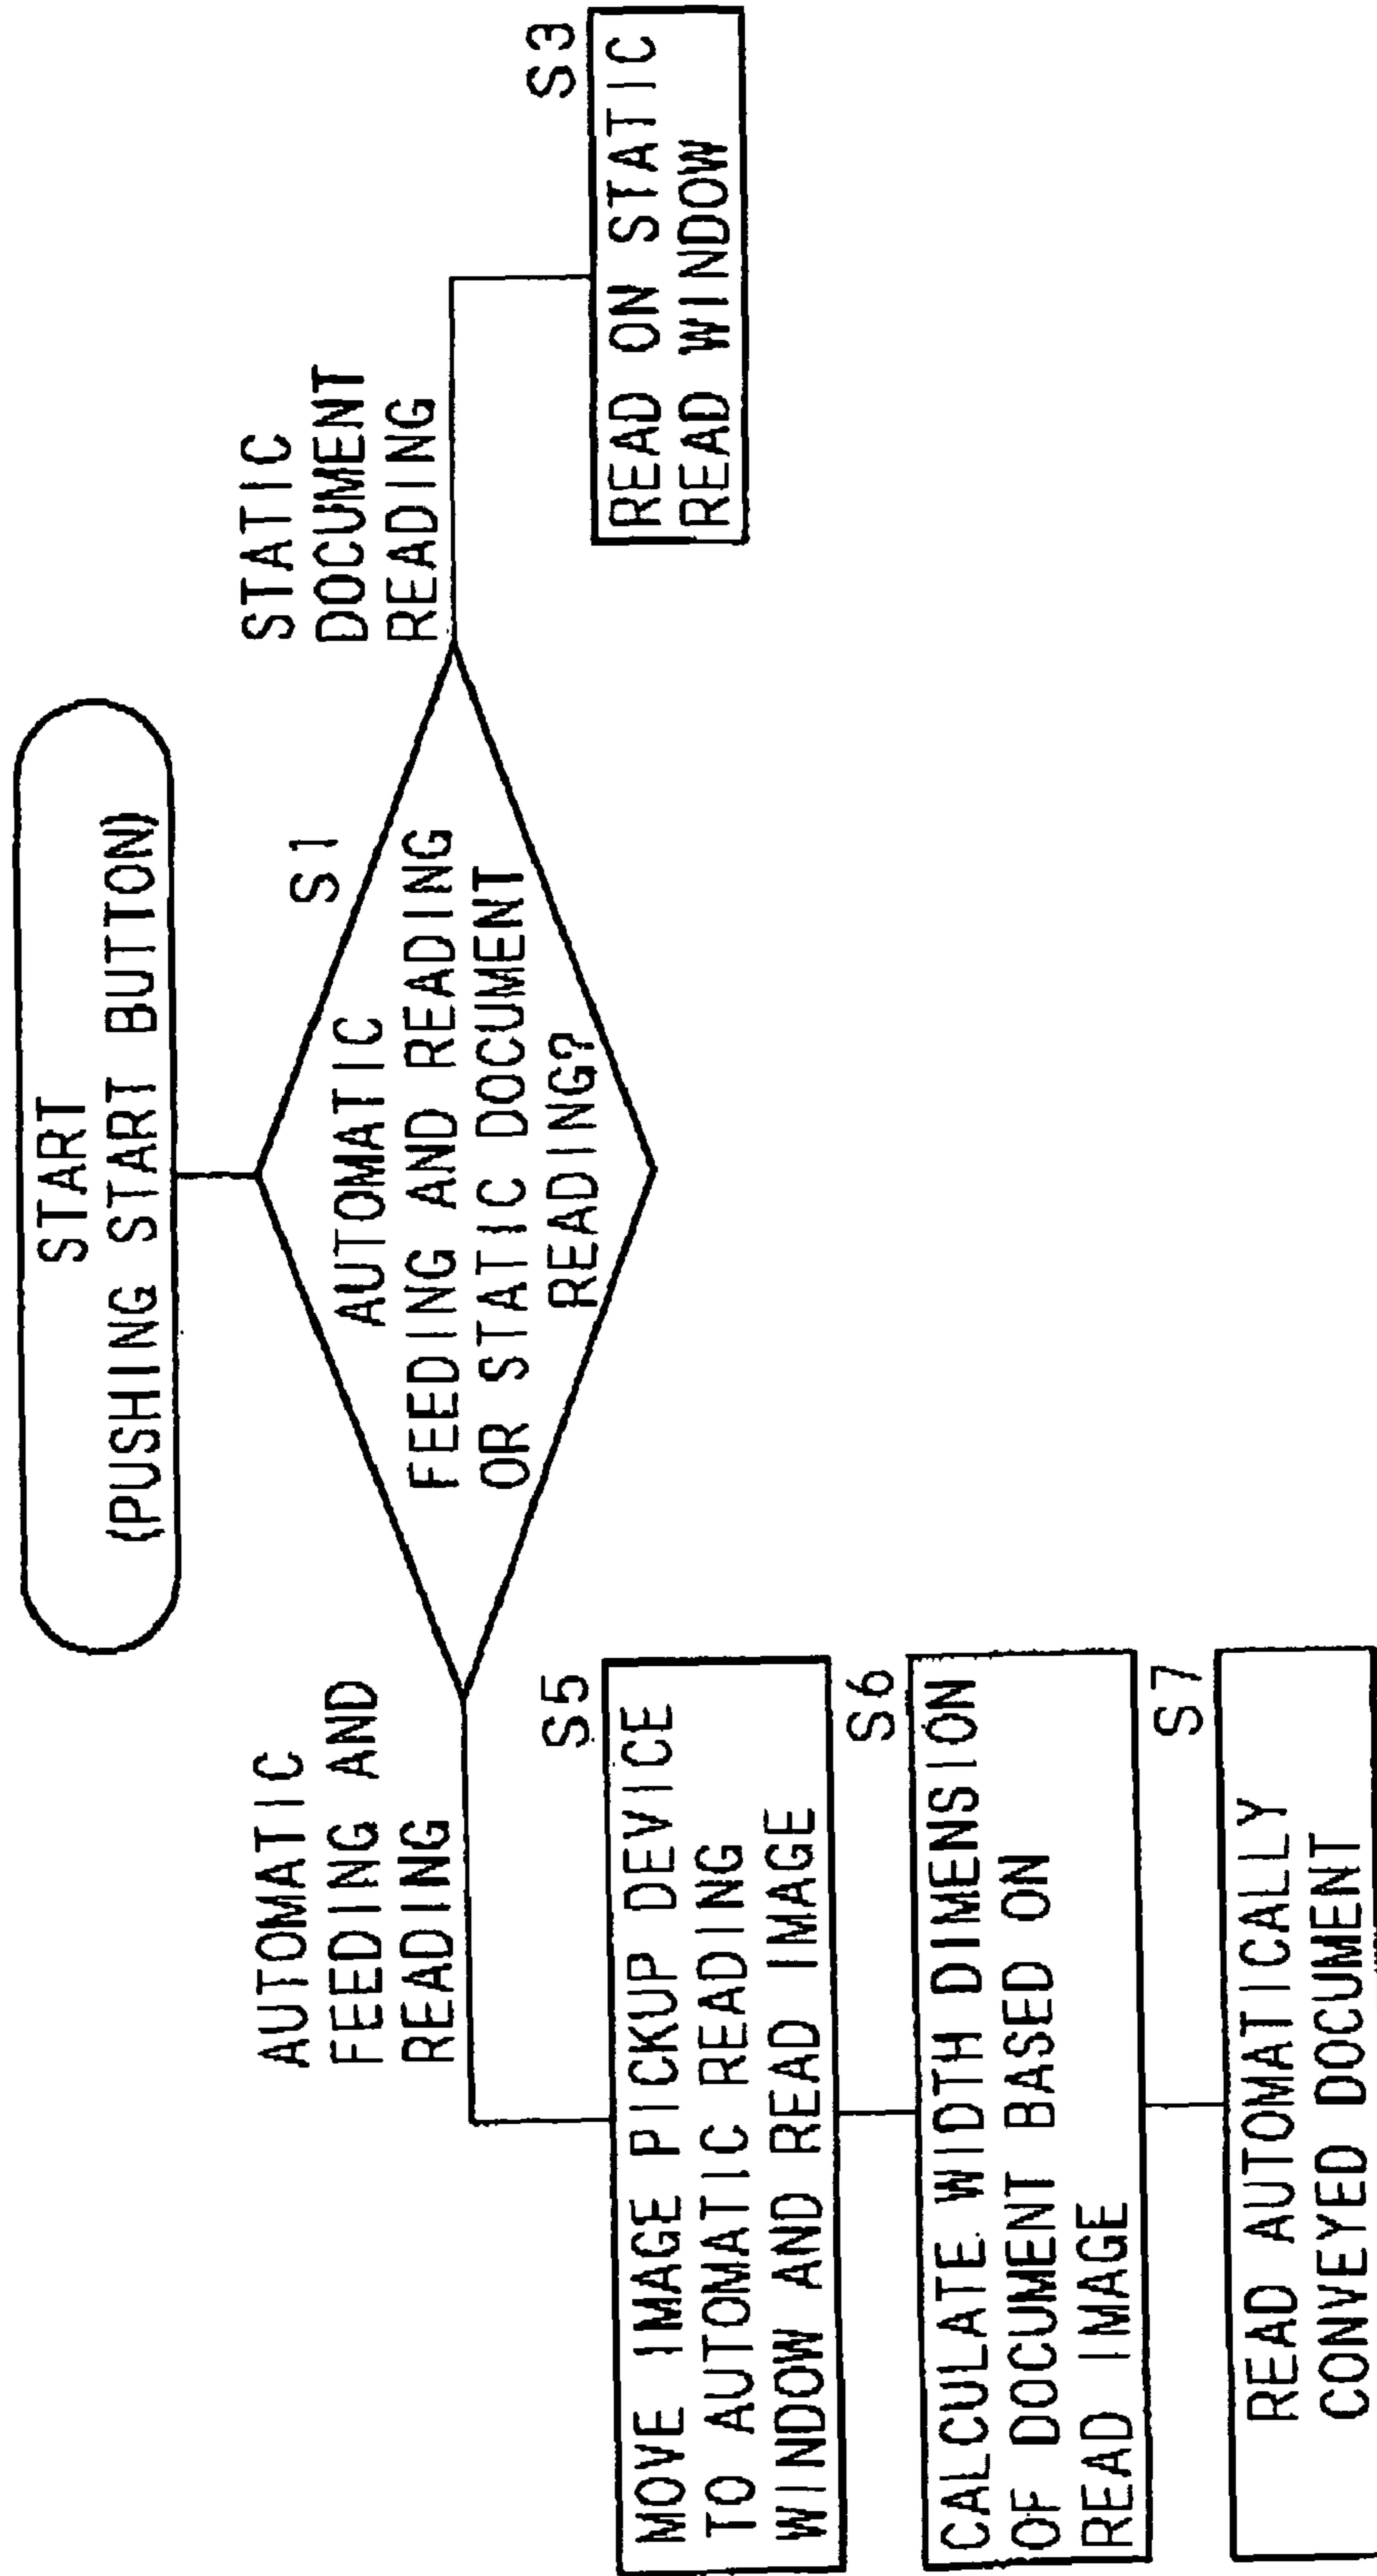 START
(PUSHING START BUTTON)
S1
AUTOMATIC
FEEDING AND READING
OR STATIC DOCUMENT
READING?
AUTOMATIC
FEEDING AND
READING
STATIC
DOCUMENT
READING
S5
MOVE IMAGE PICKUP DEVICE
TO AUTOMATIC READING
WINDOW AND READ IMAGE
S3
READ ON STATIC
READ WINDOW
S6
CALCULATE WIDTH DIMENSION
OF DOCUMENT BASED ON
READ IMAGE
S7
READ AUTOMATICALLY
CONVEYED DOCUMENT